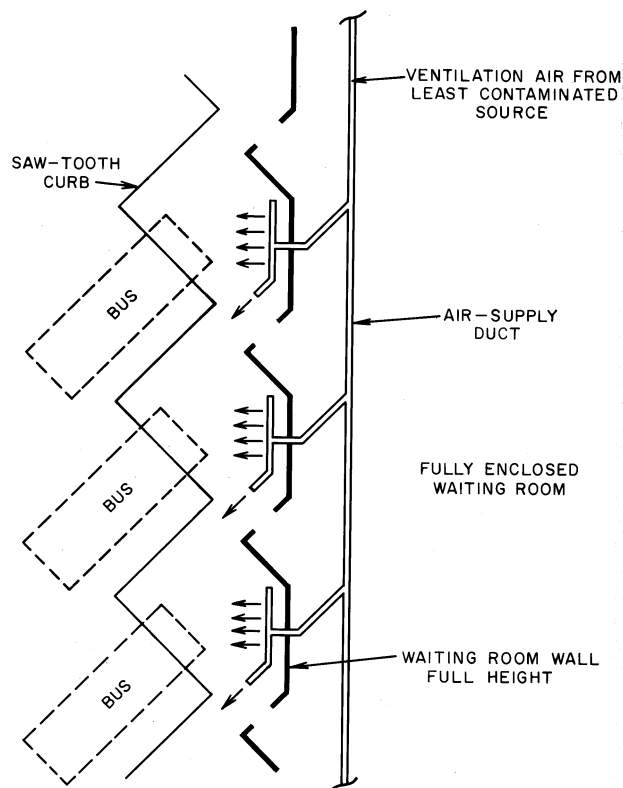 VENTILATION AIR FROM
LEAST CONTAMINATED
SOURCE
SAW-TOOTH
CURB
BUS
AIR-SUPPLY
DUCT
BUS
FULLY ENCLOSED
WAITING ROOM
WAITING ROOM WALL
FULL HEIGHT
BUS